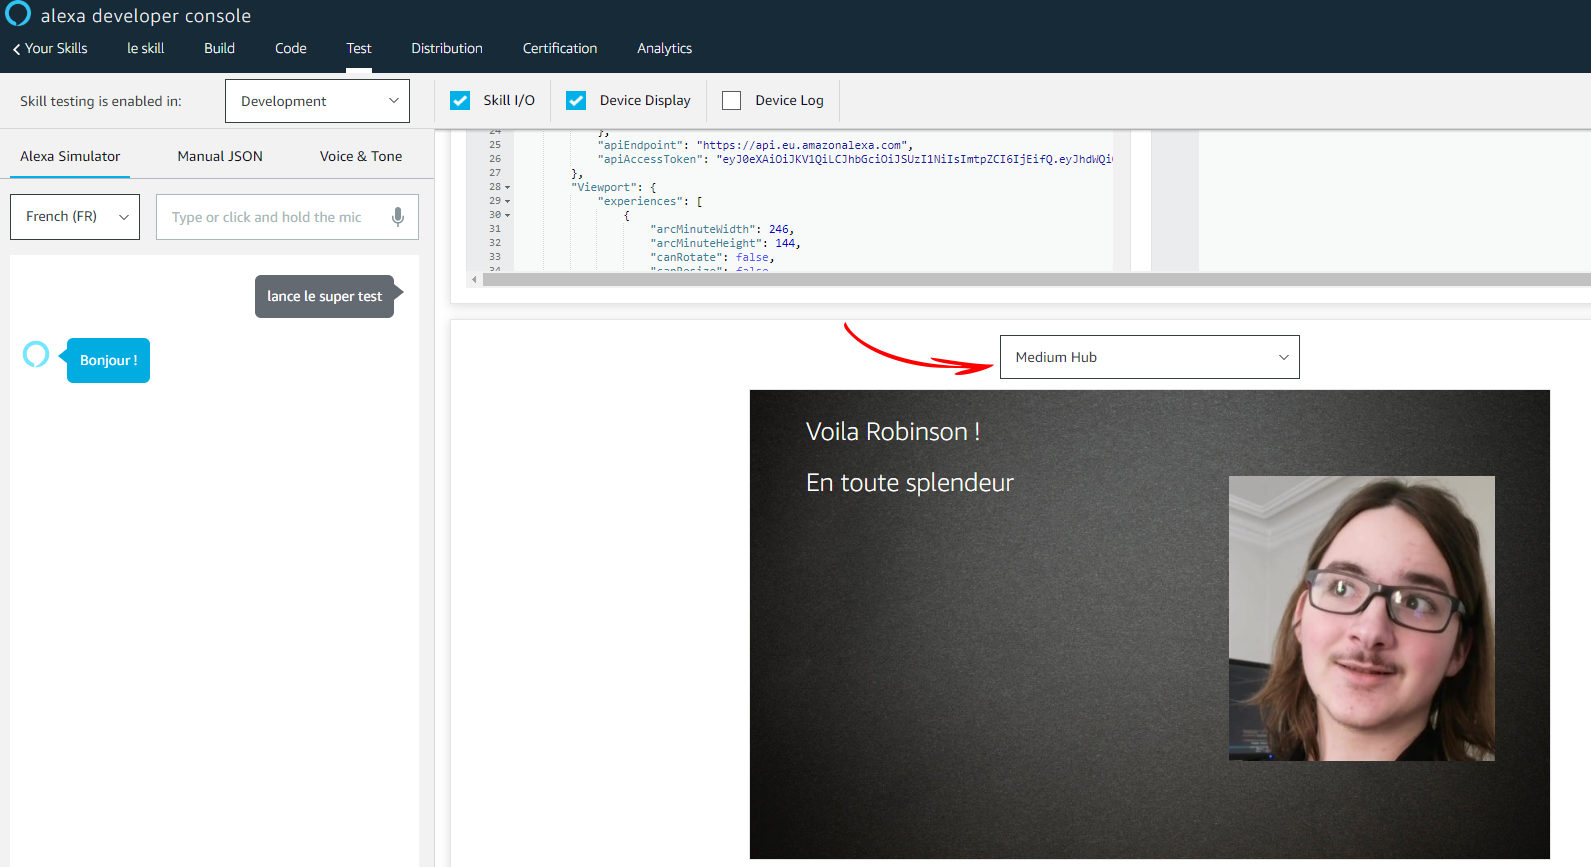 alexa developer console
Your Skills le skill Build Code Test Distribution Certification Analytics
Skill testing is enabled in: Development
Skill I/O Device Display Device Log
Alexa Simulator Manual JSON Voice & Tone
French (FR) Type or click and hold the mic
lance le super test
Bonjour !
24 },
25 "apiEndpoint": "https://api.eu.amazonalexa.com",
26 "apiAccessToken": "eyJ0eXAiOiJKV1QiLCJhbGciOiJSUzI1NiIsImtpZCI6IjEifQ.eyJhdWQi
27 },
28 "Viewport": {
29 "experiences": [
30 {
31 "arcMinuteWidth": 246,
32 "arcMinuteHeight": 144,
33 "canRotate": false,
34 "canResize": false
Medium Hub
Voila Robinson !
En toute splendeur